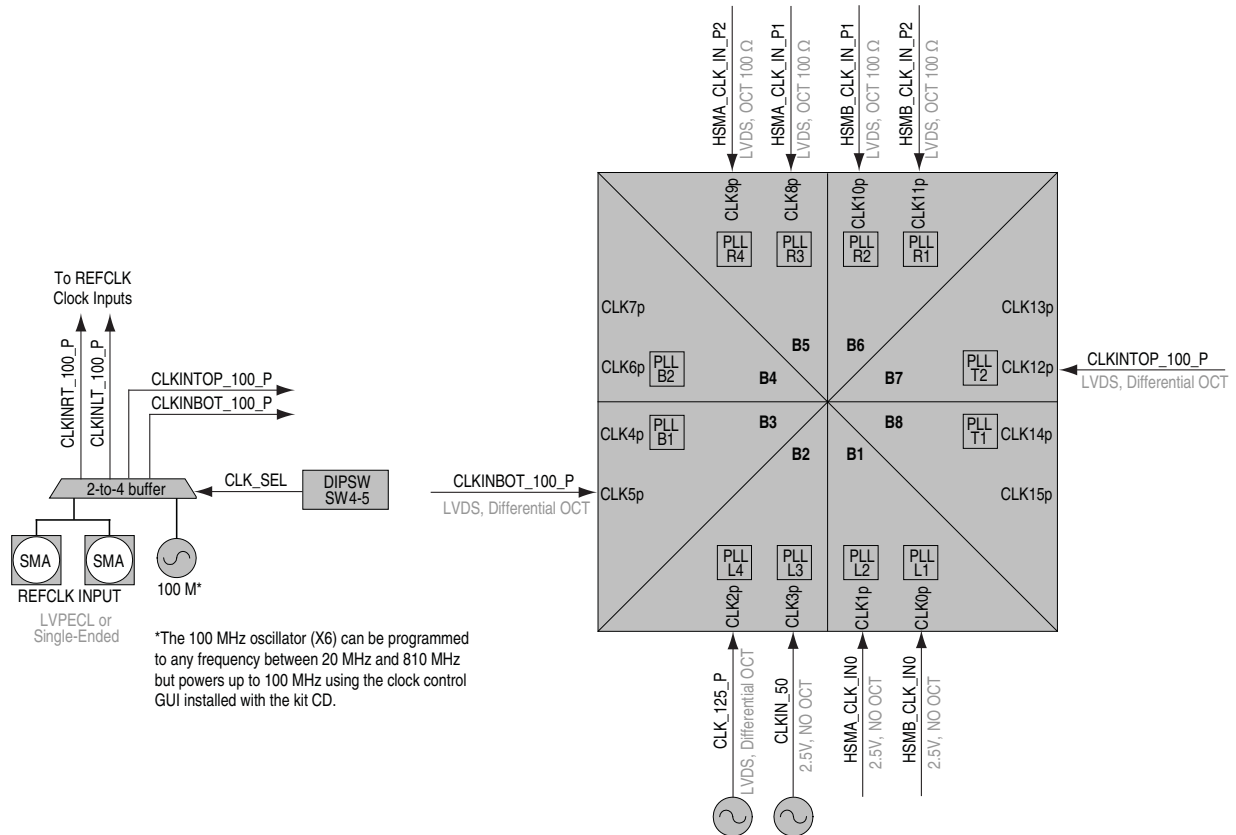 HSMA_CLK_IN_P2
LVDS, OCT 100 Ω
HSMA_CLK_IN_P1
LVDS, OCT 100 Ω
HSMB_CLK_IN_P1
LVDS, OCT 100 Ω
HSMB_CLK_IN_P2
LVDS, OCT 100 Ω
CLK9p
CLK8p
CLK10p
CLK11p
PLL
R4
PLL
R3
PLL
R2
PLL
R1
To REFCLK
Clock Inputs
CLKINRT_100_P
CLKINLT_100_P
CLKINTOP_100_P
CLKINBOT_100_P
CLK7p
CLK13p
B5
B6
CLK6p
PLL
B2
B4
B7
PLL
T2
CLK12p
CLKINTOP_100_P
LVDS, Differential OCT
CLK4p
PLL
B1
B3
B8
PLL
T1
CLK14p
B2
B1
2-to-4 buffer
CLK_SEL
DIPSW
SW4-5
CLKINBOT_100_P
LVDS, Differential OCT
CLK5p
CLK15p
SMA
SMA
100 M*
REFCLK INPUT
LVPECL or
Single-Ended
PLL
L4
PLL
L3
PLL
L2
PLL
L1
CLK2p
CLK3p
CLK1p
CLK0p
*The 100 MHz oscillator (X6) can be programmed
to any frequency between 20 MHz and 810 MHz
but powers up to 100 MHz using the clock control
GUI installed with the kit CD.
CLK_125_P
LVDS, Differential OCT
CLKIN_50
2.5V, NO OCT
HSMA_CLK_IN0
2.5V, NO OCT
HSMB_CLK_IN0
2.5V, NO OCT